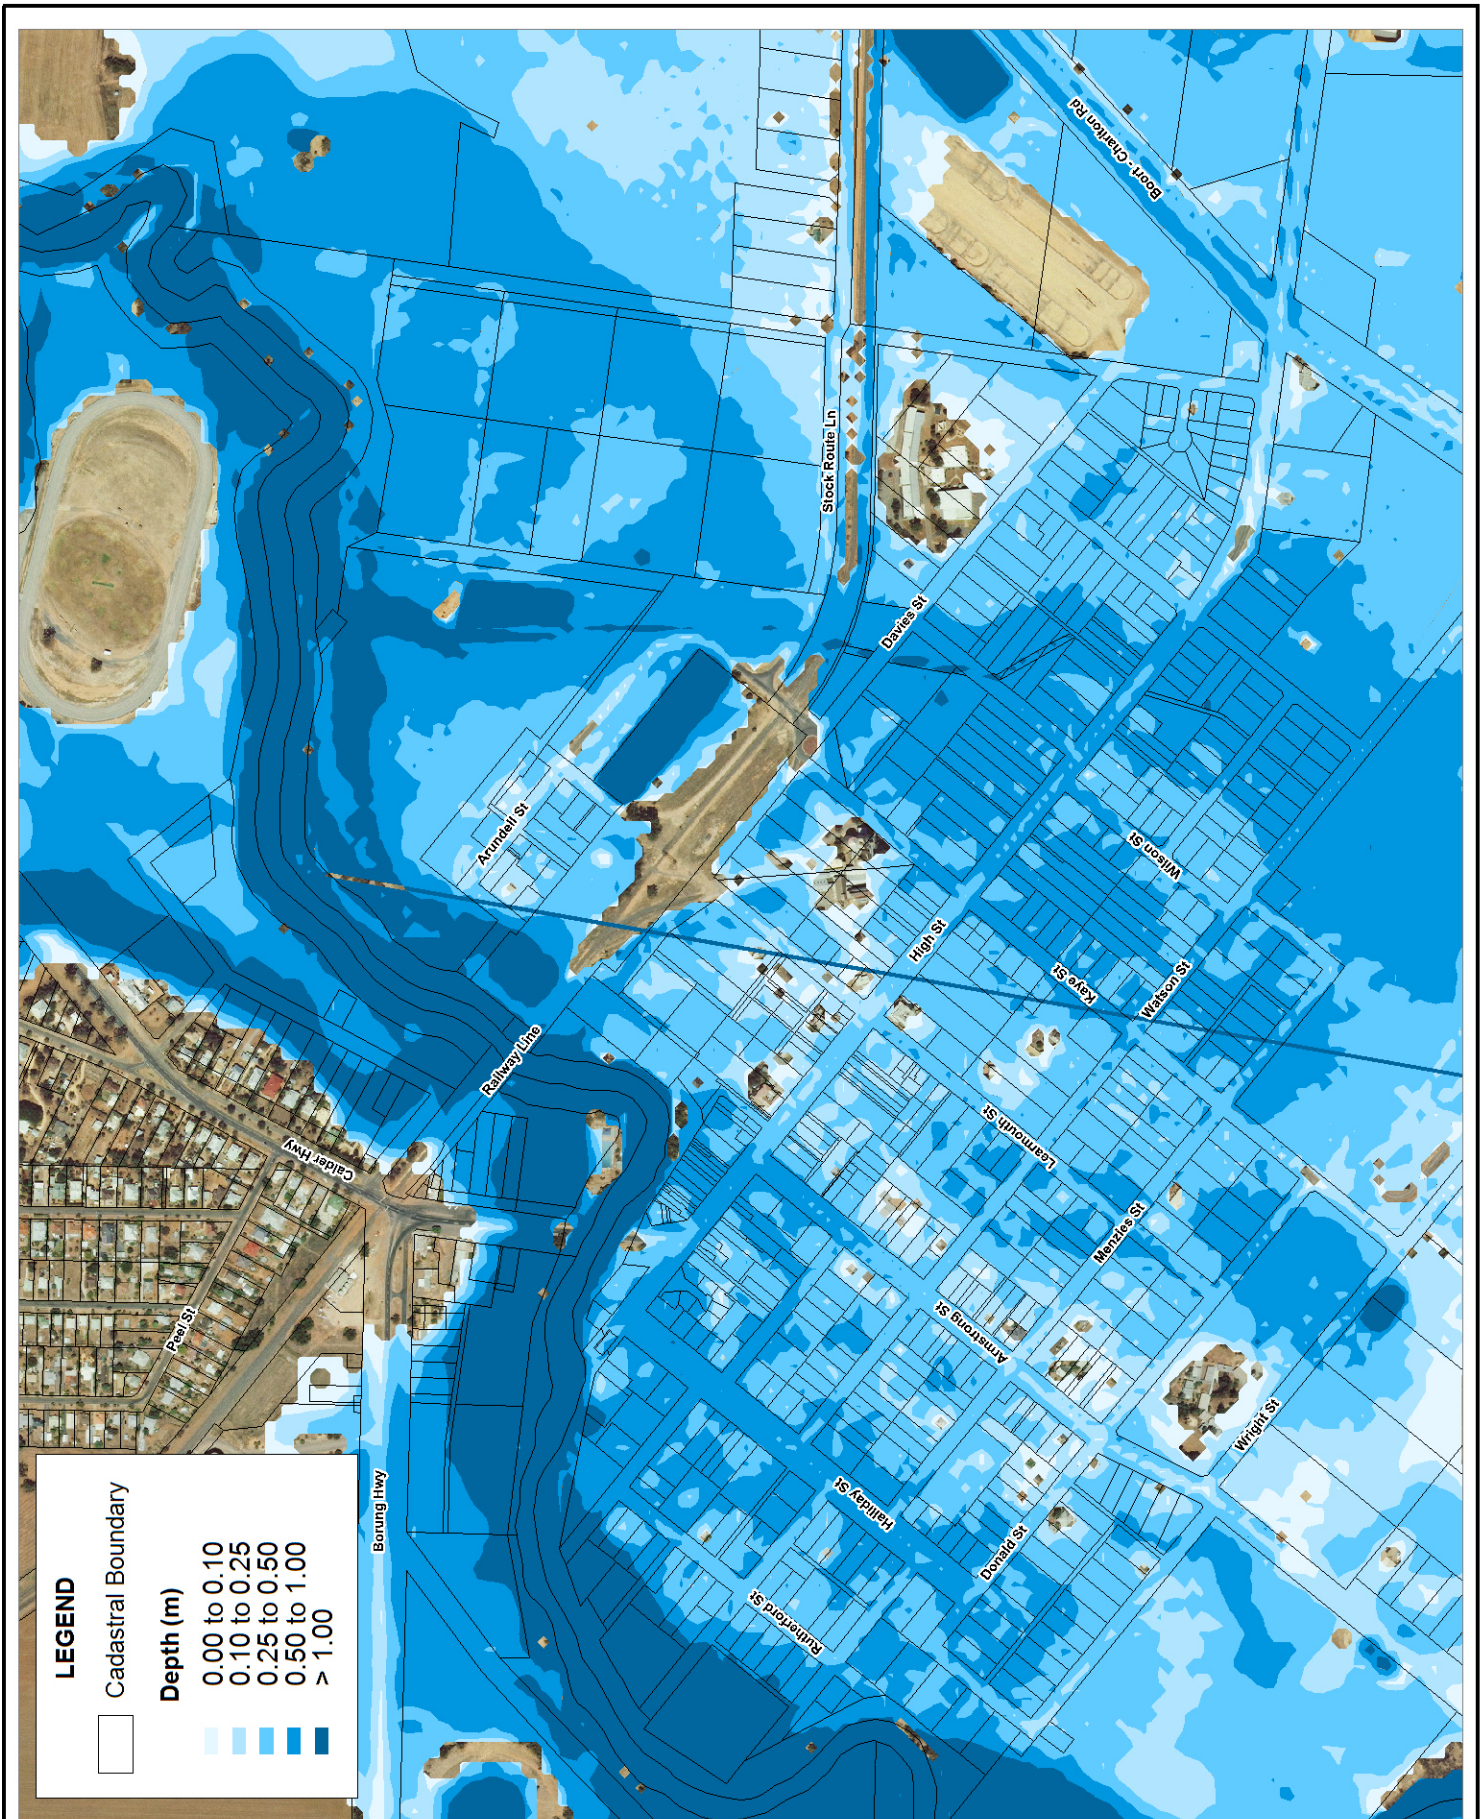 LEGEND
Cadastral Boundary
Depth (m)
0.00 to 0.10
0.10 to 0.25
0.25 to 0.50
0.50 to 1.00
> 1.00
Borung Hwy
Peel St
Calder Hwy
Railway Line
Arundell St
Stock Route Ln
Boort - Charlton Rd
Davies St
High St
Wilson St
Kaye St
Watson St
Learmouth St
Menzies St
Armstrong St
Wright St
Halliday St
Donald St
Rutherford St